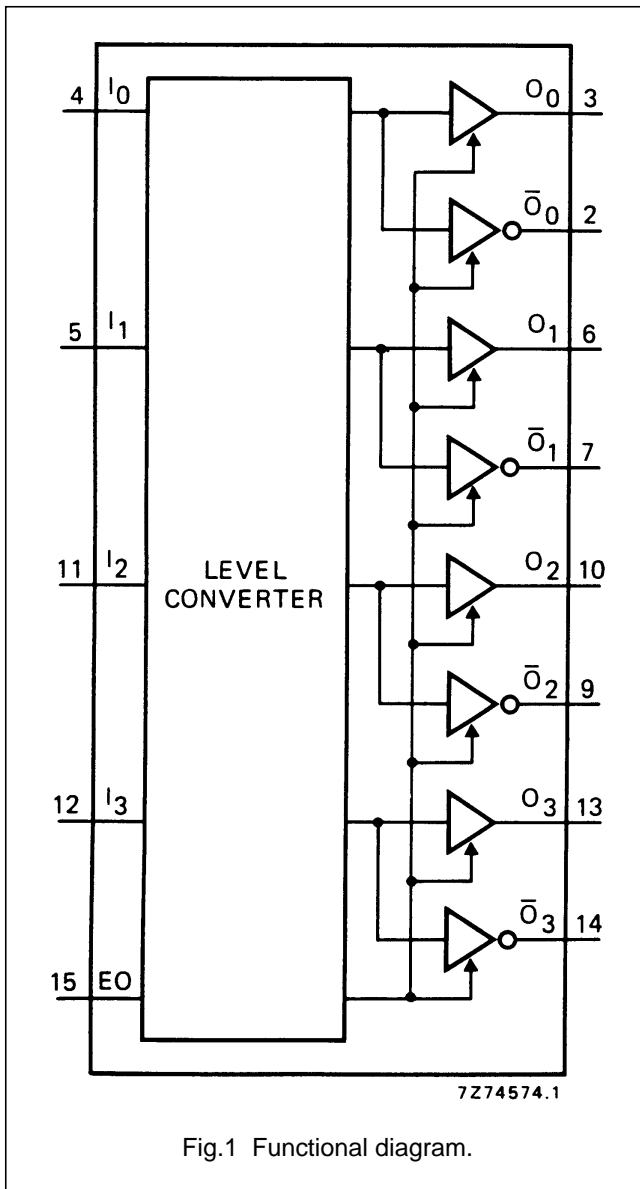 4 I0 O0 3
Ō0 2
5 I1 O1 6
Ō1 7
11 I2 O2 10
LEVEL
CONVERTER
Ō2 9
12 I3 O3 13
Ō3 14
15 EO
7Z74574.1
Fig.1 Functional diagram.